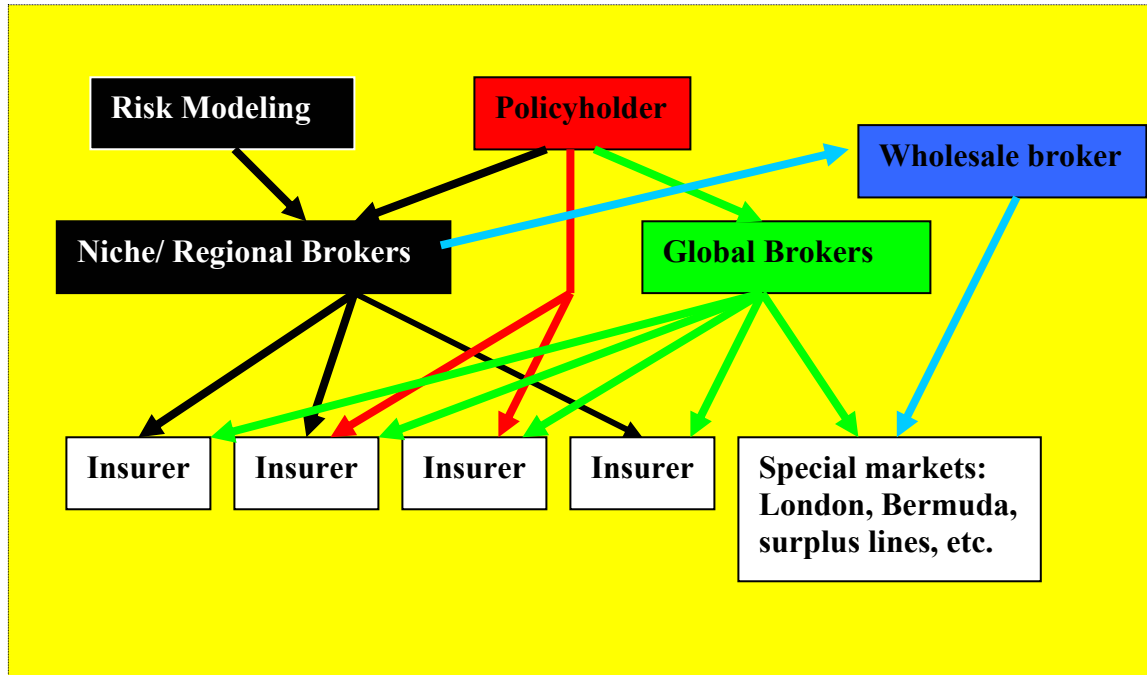 Risk Modeling
Policyholder
Wholesale broker
Niche/ Regional Brokers
Global Brokers
Insurer
Insurer
Insurer
Insurer
Special markets:
London, Bermuda,
surplus lines, etc.